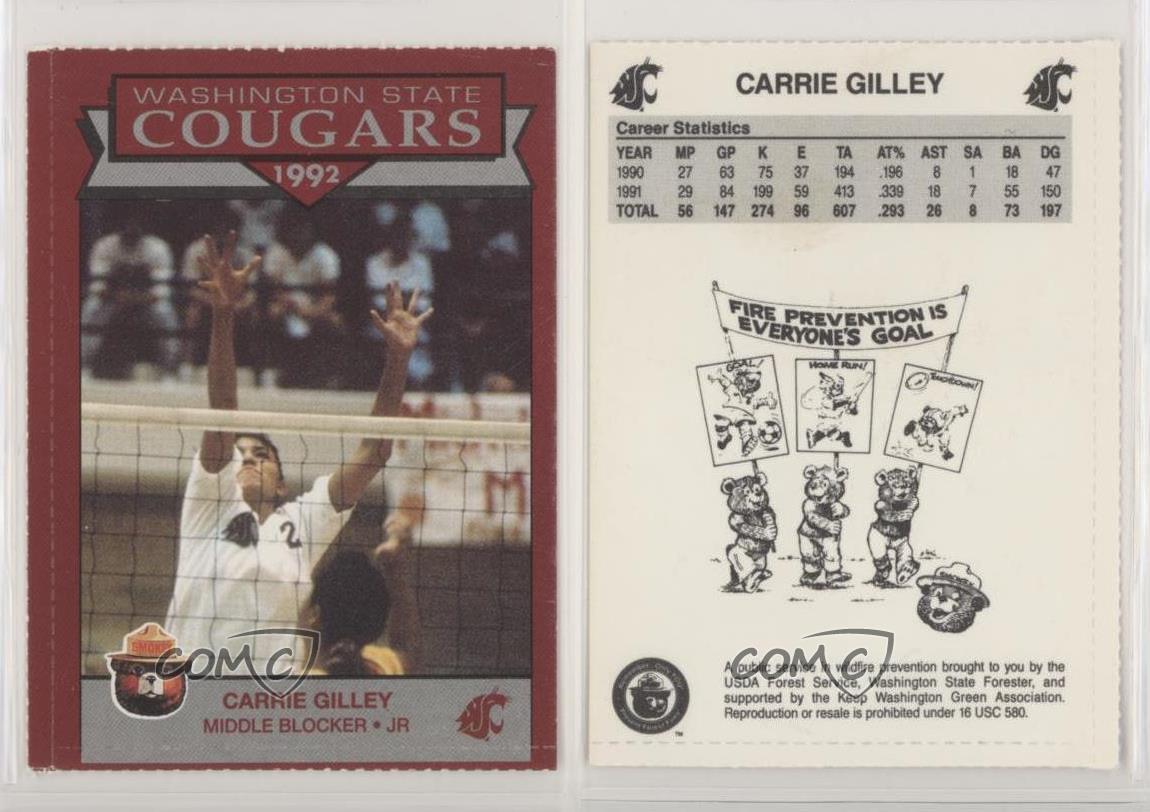 WASHINGTON STATE
COUGARS
1992
2
SMOKEY
COMC
CARRIE GILLEY
MIDDLE BLOCKER • JR
CARRIE GILLEY
Career Statistics
YEAR MP GP K E TA AT% AST SA BA DG
1990 27 63 75 37 194 .196 8 1 18 47
1991 29 84 199 59 413 .339 18 7 55 150
TOTAL 56 147 274 96 607 .293 26 8 73 197
FIRE PREVENTION IS
EVERYONE'S GOAL
GOAL! HOME RUN! TOUCHDOWN!
COMC
A public service in wildfire prevention brought to you by the
USDA Forest Service, Washington State Forester, and
supported by the Keep Washington Green Association.
Reproduction or resale is prohibited under 16 USC 580.
TM